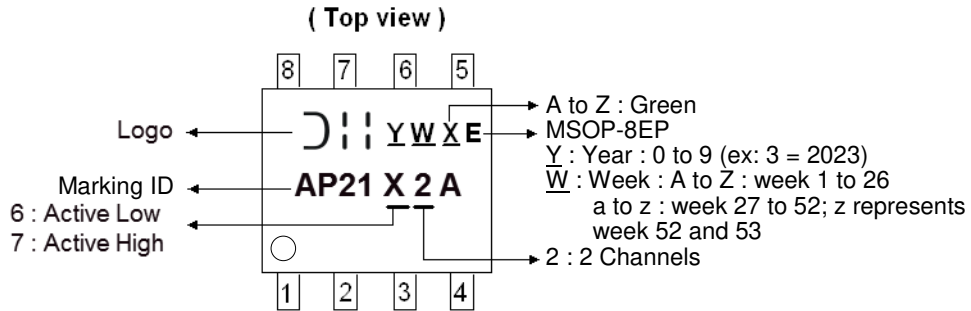 ( Top view )
8 7 6 5
Logo
Y W X E
A to Z : Green
MSOP-8EP
Y : Year : 0 to 9 (ex: 3 = 2023)
W : Week : A to Z : week 1 to 26
a to z : week 27 to 52; z represents
week 52 and 53
Marking ID
AP21 X 2 A
6 : Active Low
7 : Active High
2 : 2 Channels
1 2 3 4